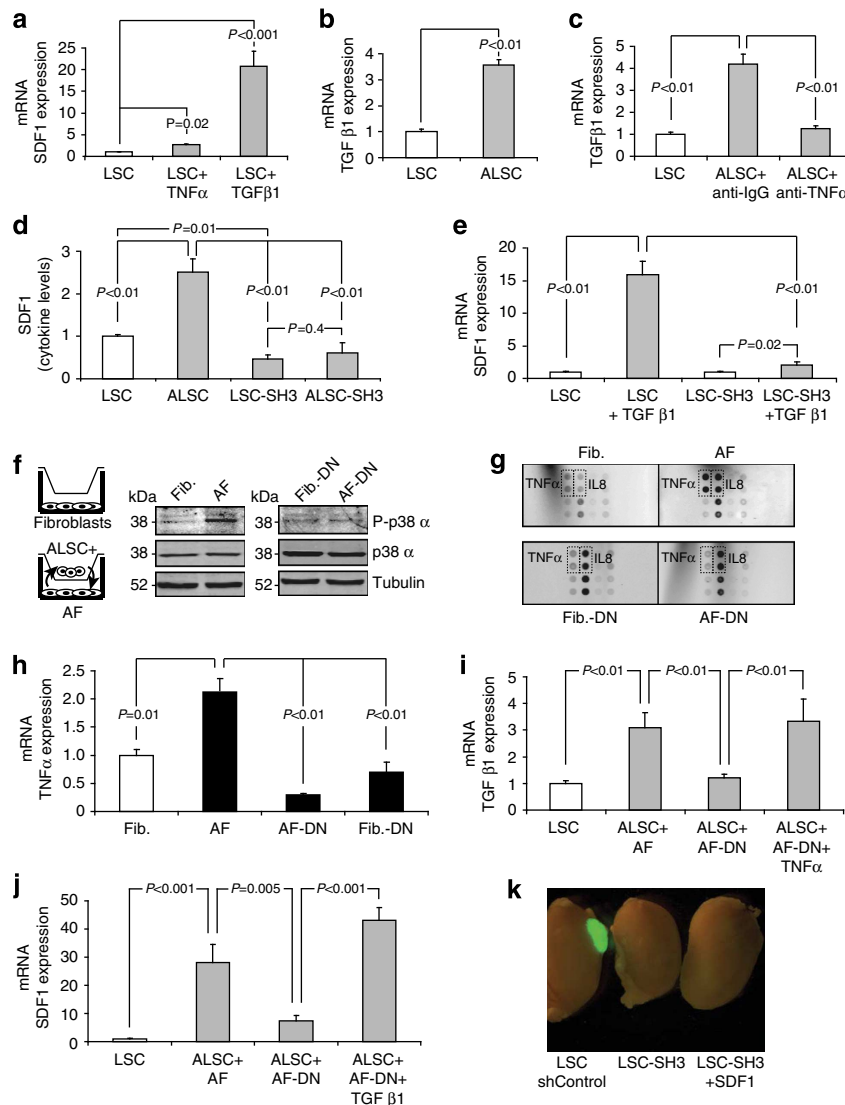 a
mRNA
SDF1 expression
25
20
15
10
5
0
P<0.001
P=0.02
LSC
LSC+
TNFα
LSC+
TGFβ1
b
mRNA
TGF β1 expression
4
3
2
1
0
P<0.01
LSC
ALSC
c
mRNA
TGFβ1 expression
5
4
3
2
1
0
P<0.01
P<0.01
LSC
ALSC+
anti-IgG
ALSC+
anti-TNFα
d
SDF1
(cytokine levels)
3
2
1
0
P=0.01
P<0.01
P<0.01
P<0.01
P=0.4
LSC
ALSC
LSC-SH3
ALSC-SH3
e
mRNA
SDF1 expression
20
15
10
5
0
P<0.01
P<0.01
P=0.02
LSC
LSC
+ TGF β1
LSC-SH3
LSC-SH3
+TGF β1
f
Fibroblasts
ALSC+
AF
kDa
Fib.
AF
kDa
Fib.-DN
AF-DN
38
38
P-p38 α
38
38
p38 α
52
52
Tubulin
g
Fib.
AF
TNFα
IL8
TNFα
IL8
TNFα
IL8
TNFα
IL8
Fib.-DN
AF-DN
h
mRNA
TNFα expression
2.5
2.0
1.5
1.0
0.5
0
P=0.01
P<0.01
P<0.01
Fib.
AF
AF-DN
Fib.-DN
i
mRNA
TGF β1 expression
5
4
3
2
1
0
P<0.01
P<0.01
P<0.01
LSC
ALSC+
AF
ALSC+
AF-DN
ALSC+
AF-DN+
TNFα
j
mRNA
SDF1 expression
50
40
30
20
10
0
P<0.001
P=0.005
P<0.001
LSC
ALSC+
AF
ALSC+
AF-DN
ALSC+
AF-DN+
TGF β1
k
LSC
shControl
LSC-SH3
LSC-SH3
+SDF1